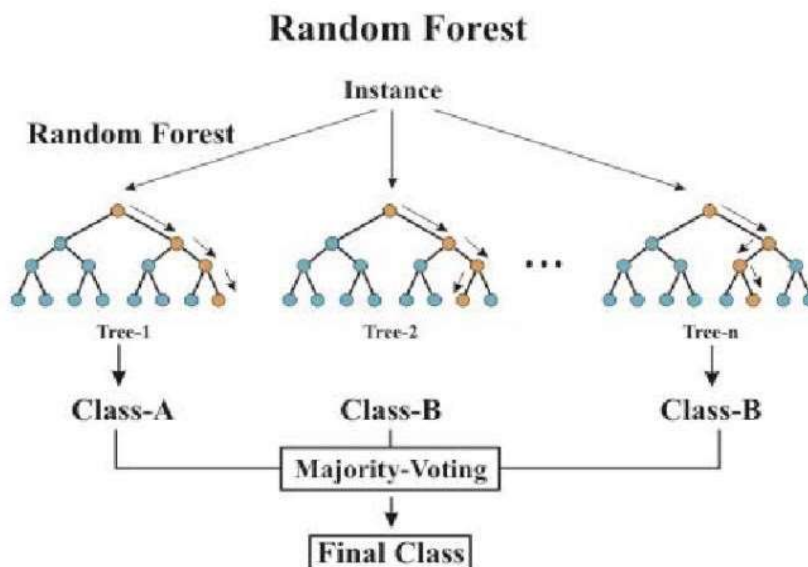 Random Forest
Instance
Random Forest
...
Tree-1 Tree-2 Tree-n
Class-A Class-B Class-B
Majority-Voting
Final Class